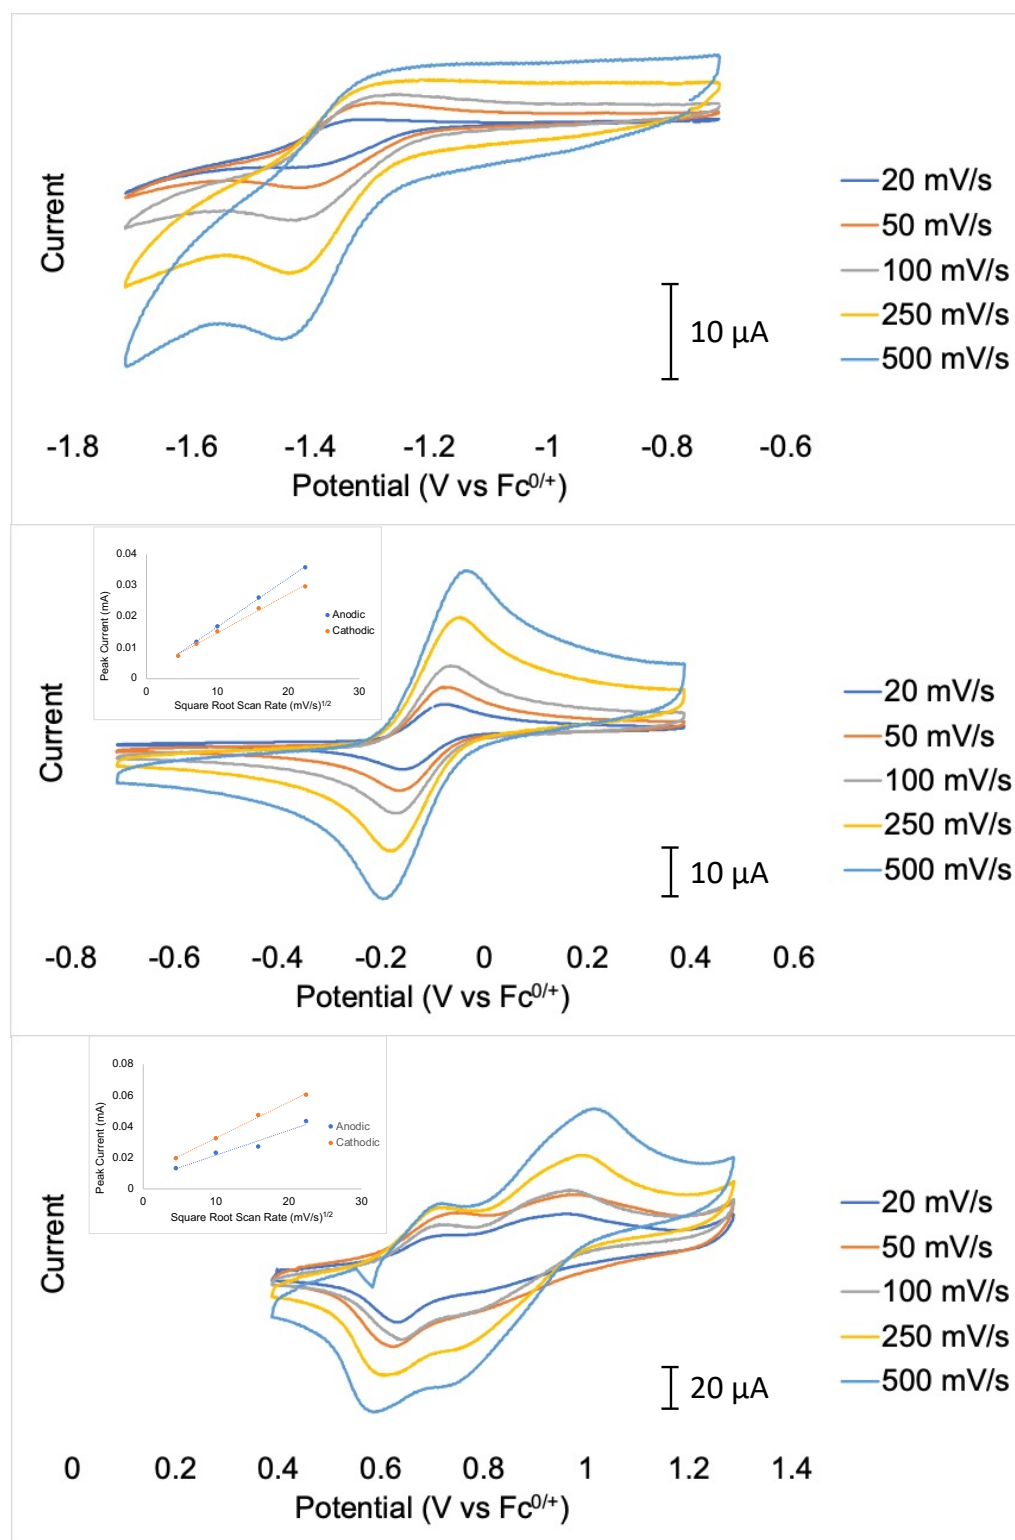 Current
20 mV/s
50 mV/s
100 mV/s
250 mV/s
500 mV/s
10 µA
-1.8 -1.6 -1.4 -1.2 -1 -0.8 -0.6
Potential (V vs Fc0/+)
0.04
0.03
0.02
0.01
0
0 10 20 30
Peak Current (mA)
Square Root Scan Rate (mV/s)1/2
Anodic
Cathodic
Current
20 mV/s
50 mV/s
100 mV/s
250 mV/s
500 mV/s
10 µA
-0.8 -0.6 -0.4 -0.2 0 0.2 0.4 0.6
Potential (V vs Fc0/+)
0.08
0.06
0.04
0.02
0
0 10 20 30
Peak Current (mA)
Square Root Scan Rate (mV/s)1/2
Anodic
Cathodic
Current
20 mV/s
50 mV/s
100 mV/s
250 mV/s
500 mV/s
20 µA
0 0.2 0.4 0.6 0.8 1 1.2 1.4
Potential (V vs Fc0/+)